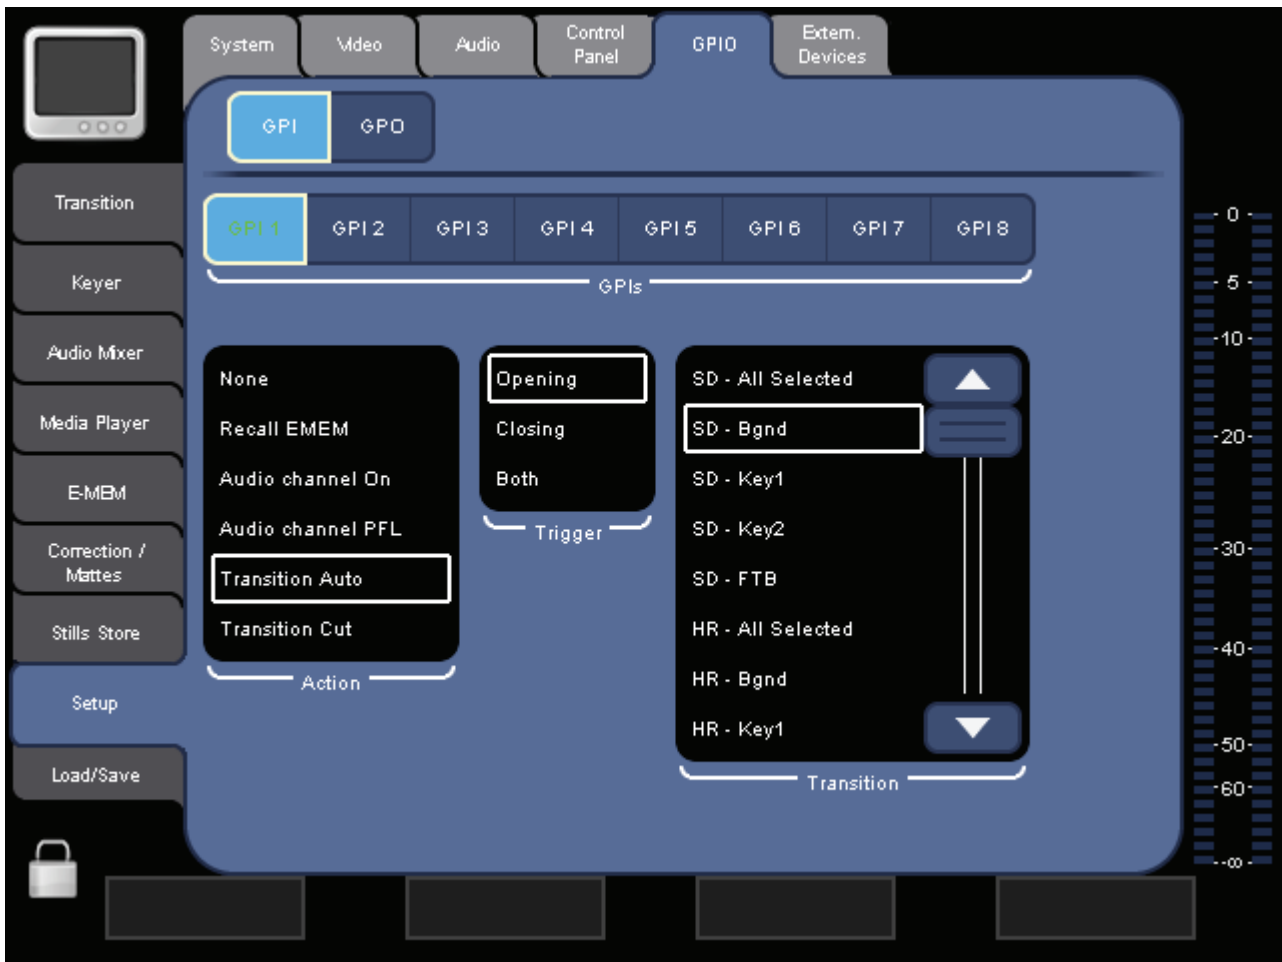 System
Video
Audio
Control
Panel
GPIO
Extern.
Devices
GPI
GPO
Transition
Keyer
Audio Mixer
Media Player
E-MEM
Correction /
Mattes
Stills Store
Setup
Load/Save
GPI 1
GPI 2
GPI 3
GPI 4
GPI 5
GPI 6
GPI 7
GPI 8
GPIs
None
Recall EMEM
Audio channel On
Audio channel PFL
Transition Auto
Transition Cut
Action
Opening
Closing
Both
Trigger
SD - All Selected
SD - Bgnd
SD - Key1
SD - Key2
SD - FTB
HR - All Selected
HR - Bgnd
HR - Key1
Transition
- 0 -
- 5 -
-10-
-20-
-30-
-40-
-50-
-60-
--∞ -